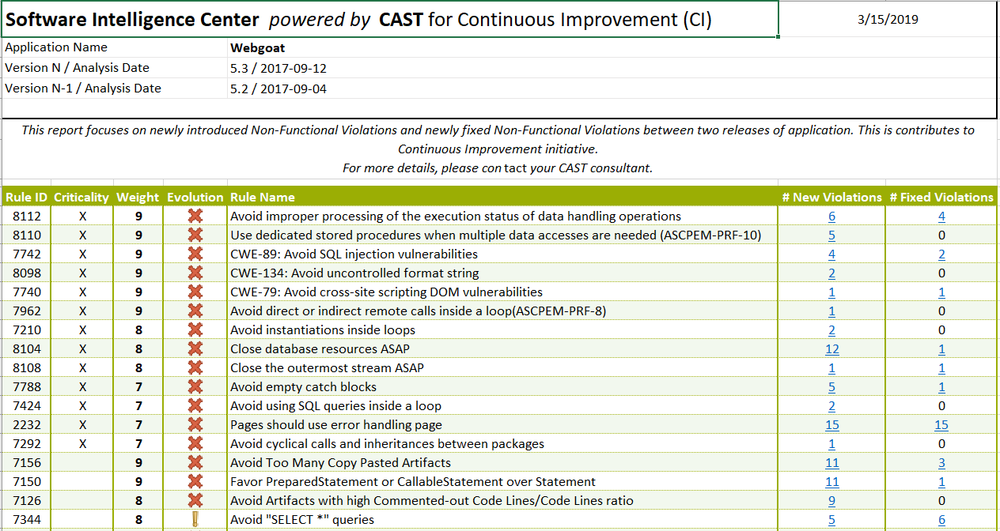 Software Intelligence Center powered by CAST for Continuous Improvement (CI) 3/15/2019
Application Name Webgoat
Version N / Analysis Date 5.3 / 2017-09-12
Version N-1 / Analysis Date 5.2 / 2017-09-04
This report focuses on newly introduced Non-Functional Violations and newly fixed Non-Functional Violations between two releases of application. This is contributes to
Continuous Improvement initiative.
For more details, please con tact your CAST consultant.
Rule ID Criticality Weight Evolution Rule Name # New Violations # Fixed Violations
8112 X 9 Avoid improper processing of the execution status of data handling operations 6 4
8110 X 9 Use dedicated stored procedures when multiple data accesses are needed (ASCPEM-PRF-10) 5 0
7742 X 9 CWE-89: Avoid SQL injection vulnerabilities 4 2
8098 X 9 CWE-134: Avoid uncontrolled format string 2 0
7740 X 9 CWE-79: Avoid cross-site scripting DOM vulnerabilities 1 1
7962 X 9 Avoid direct or indirect remote calls inside a loop(ASCPEM-PRF-8) 1 0
7210 X 8 Avoid instantiations inside loops 2 0
8104 X 8 Close database resources ASAP 12 1
8108 X 8 Close the outermost stream ASAP 1 1
7788 X 7 Avoid empty catch blocks 5 1
7424 X 7 Avoid using SQL queries inside a loop 2 0
2232 X 7 Pages should use error handling page 15 15
7292 X 7 Avoid cyclical calls and inheritances between packages 1 0
7156 9 Avoid Too Many Copy Pasted Artifacts 11 3
7150 9 Favor PreparedStatement or CallableStatement over Statement 11 1
7126 8 Avoid Artifacts with high Commented-out Code Lines/Code Lines ratio 9 0
7344 8 Avoid "SELECT *" queries 5 6